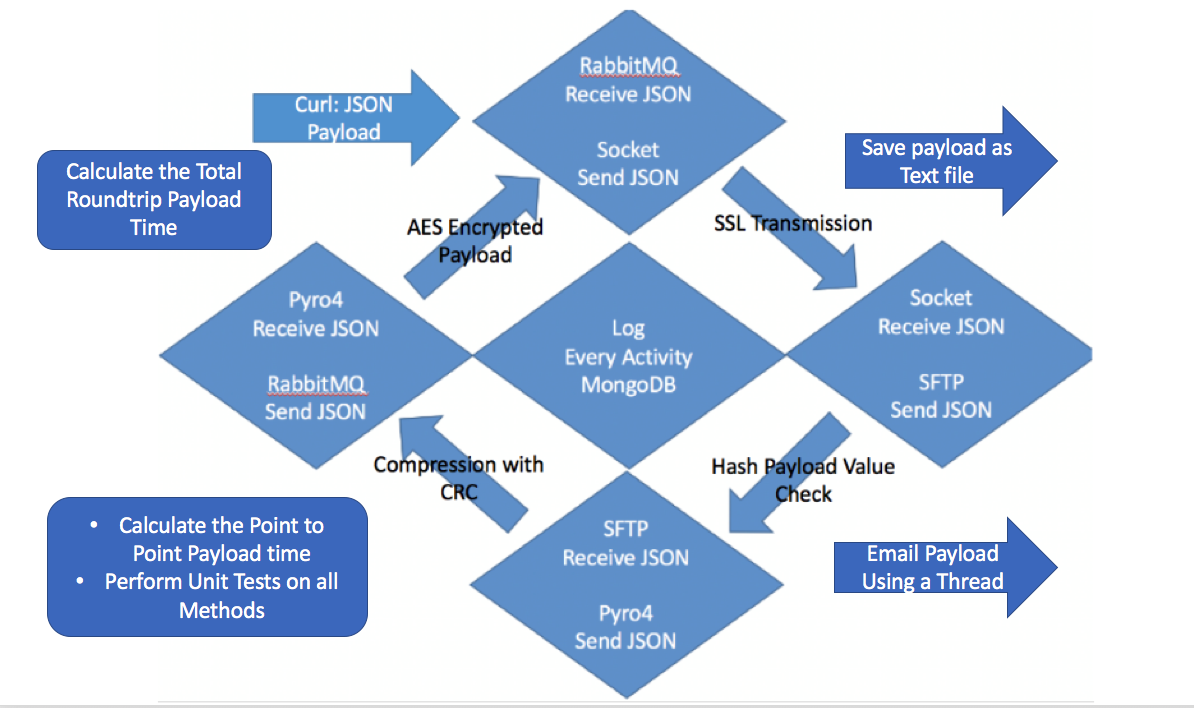 RabbitMQ
Receive JSON
Socket
Send JSON
Curl: JSON
Payload
Save payload as
Text file
Calculate the Total
Roundtrip Payload
Time
AES Encrypted
Payload
SSL Transmission
Pyro4
Receive JSON
RabbitMQ
Send JSON
Log
Every Activity
MongoDB
Socket
Receive JSON
SFTP
Send JSON
Compression with
CRC
Hash Payload Value
Check
• Calculate the Point to
Point Payload time
• Perform Unit Tests on all
Methods
SFTP
Receive JSON
Pyro4
Send JSON
Email Payload
Using a Thread